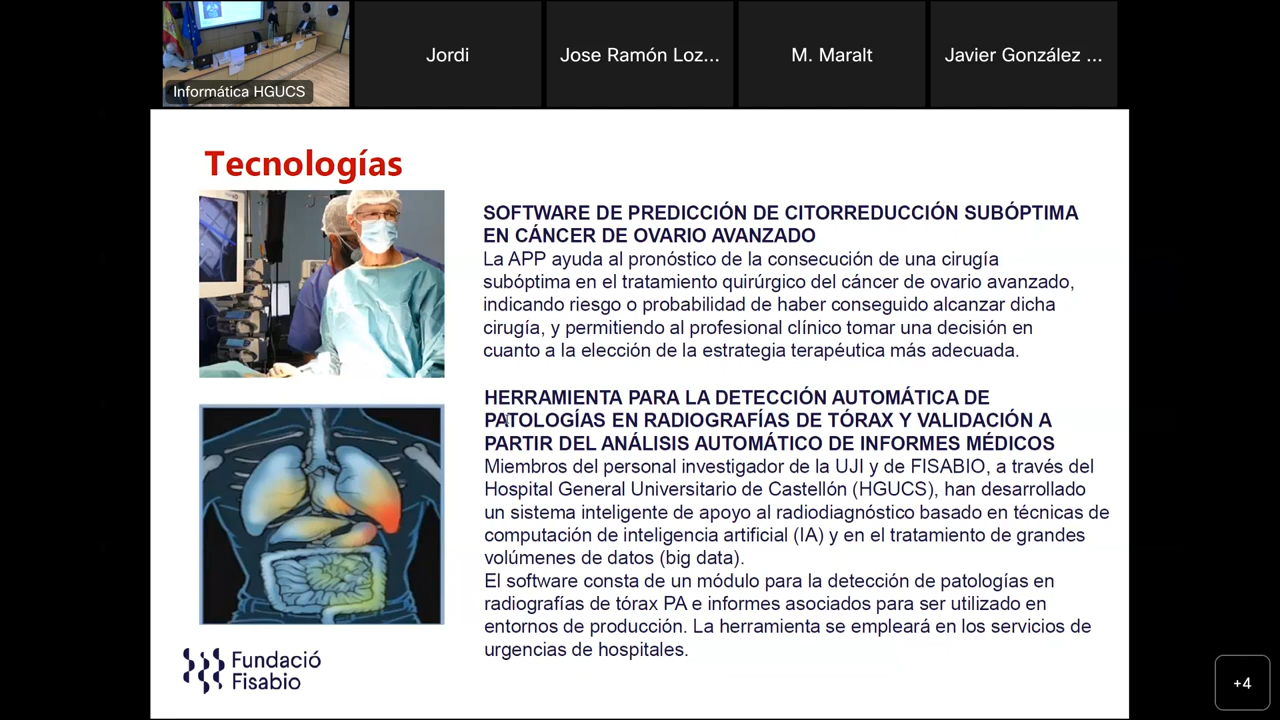 Informática HGUCS
Jordi
Jose Ramón Loz...
M. Maralt
Javier González ...
Tecnologías
SOFTWARE DE PREDICCIÓN DE CITORREDUCCIÓN SUBÓPTIMA
EN CÁNCER DE OVARIO AVANZADO
La APP ayuda al pronóstico de la consecución de una cirugía
subóptima en el tratamiento quirúrgico del cáncer de ovario avanzado,
indicando riesgo o probabilidad de haber conseguido alcanzar dicha
cirugía, y permitiendo al profesional clínico tomar una decisión en
cuanto a la elección de la estrategia terapéutica más adecuada.
HERRAMIENTA PARA LA DETECCIÓN AUTOMÁTICA DE
PATOLOGÍAS EN RADIOGRAFÍAS DE TÓRAX Y VALIDACIÓN A
PARTIR DEL ANÁLISIS AUTOMÁTICO DE INFORMES MÉDICOS
Miembros del personal investigador de la UJI y de FISABIO, a través del
Hospital General Universitario de Castellón (HGUCS), han desarrollado
un sistema inteligente de apoyo al radiodiagnóstico basado en técnicas de
computación de inteligencia artificial (IA) y en el tratamiento de grandes
volúmenes de datos (big data).
El software consta de un módulo para la detección de patologías en
radiografías de tórax PA e informes asociados para ser utilizado en
entornos de producción. La herramienta se empleará en los servicios de
urgencias de hospitales.
Fundació
Fisabio
+4